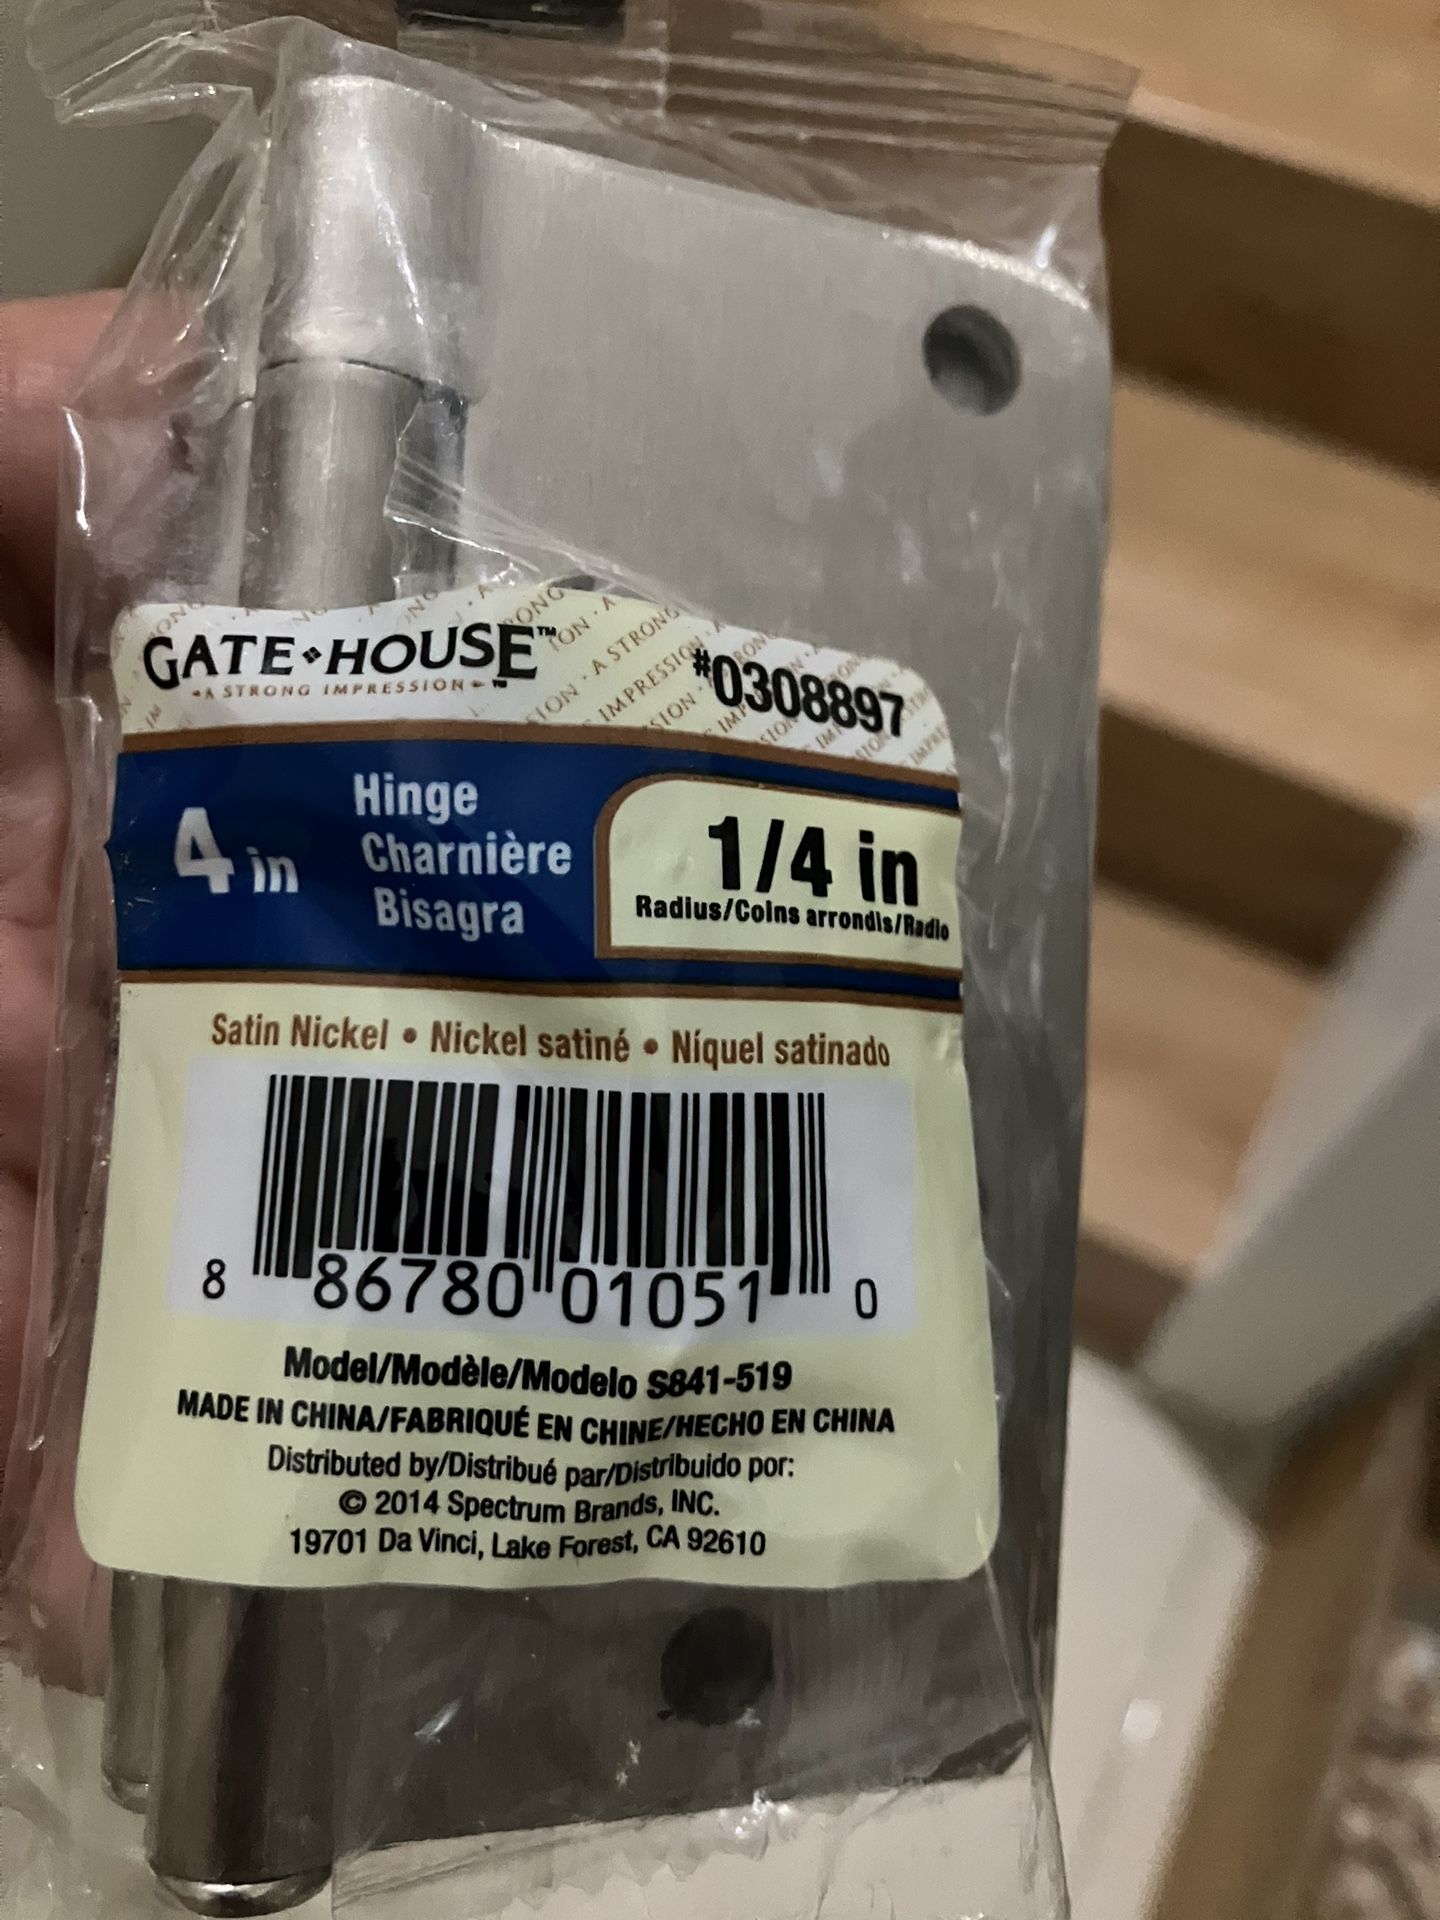 GATE HOUSE™
A STRONG IMPRESSION™
#0308897
4 in
Hinge
Charnière
Bisagra
1/4 in
Radius/Coins arrondis/Radio
Satin Nickel • Nickel satiné • Níquel satinado
8 86780 01051 0
Model/Modèle/Modelo S841-519
MADE IN CHINA/FABRIQUÉ EN CHINE/HECHO EN CHINA
Distributed by/Distribué par/Distribuido por:
© 2014 Spectrum Brands, INC.
19701 Da Vinci, Lake Forest, CA 92610